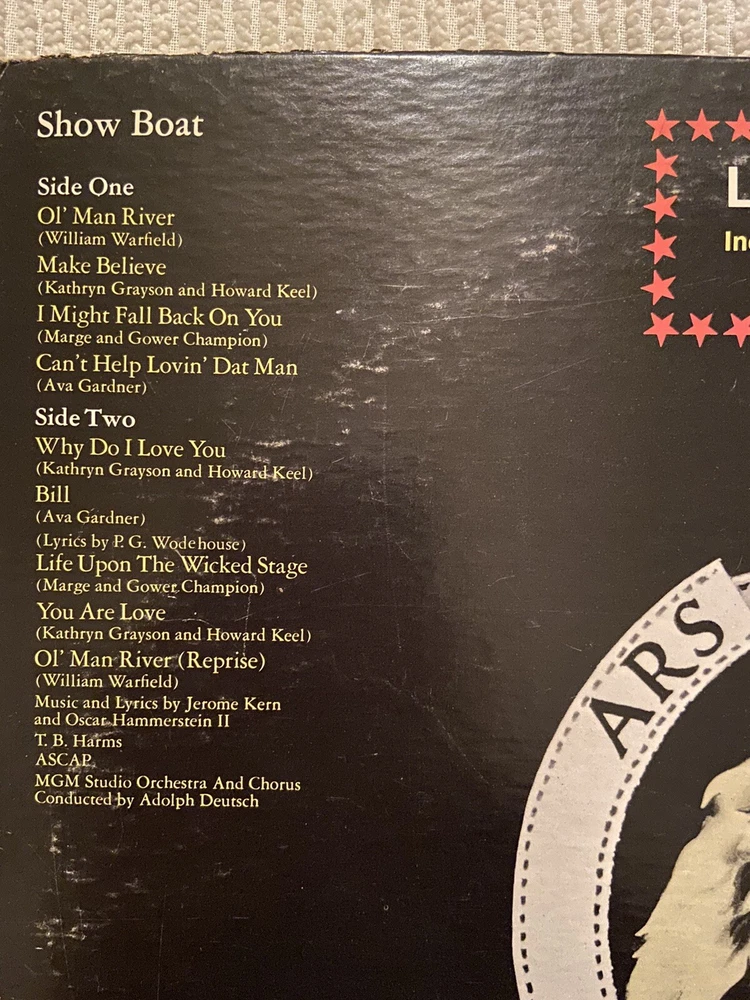 Show Boat
Side One
Ol' Man River
(William Warfield)
Make Believe
(Kathryn Grayson and Howard Keel)
I Might Fall Back On You
(Marge and Gower Champion)
Can't Help Lovin' Dat Man
(Ava Gardner)
Side Two
Why Do I Love You
(Kathryn Grayson and Howard Keel)
Bill
(Ava Gardner)
(Lyrics by P. G. Wodehouse)
Life Upon The Wicked Stage
(Marge and Gower Champion)
You Are Love
(Kathryn Grayson and Howard Keel)
Ol' Man River (Reprise)
(William Warfield)
Music and Lyrics by Jerome Kern
and Oscar Hammerstein II
T. B. Harms
ASCAP
MGM Studio Orchestra And Chorus
Conducted by Adolph Deutsch
ARS